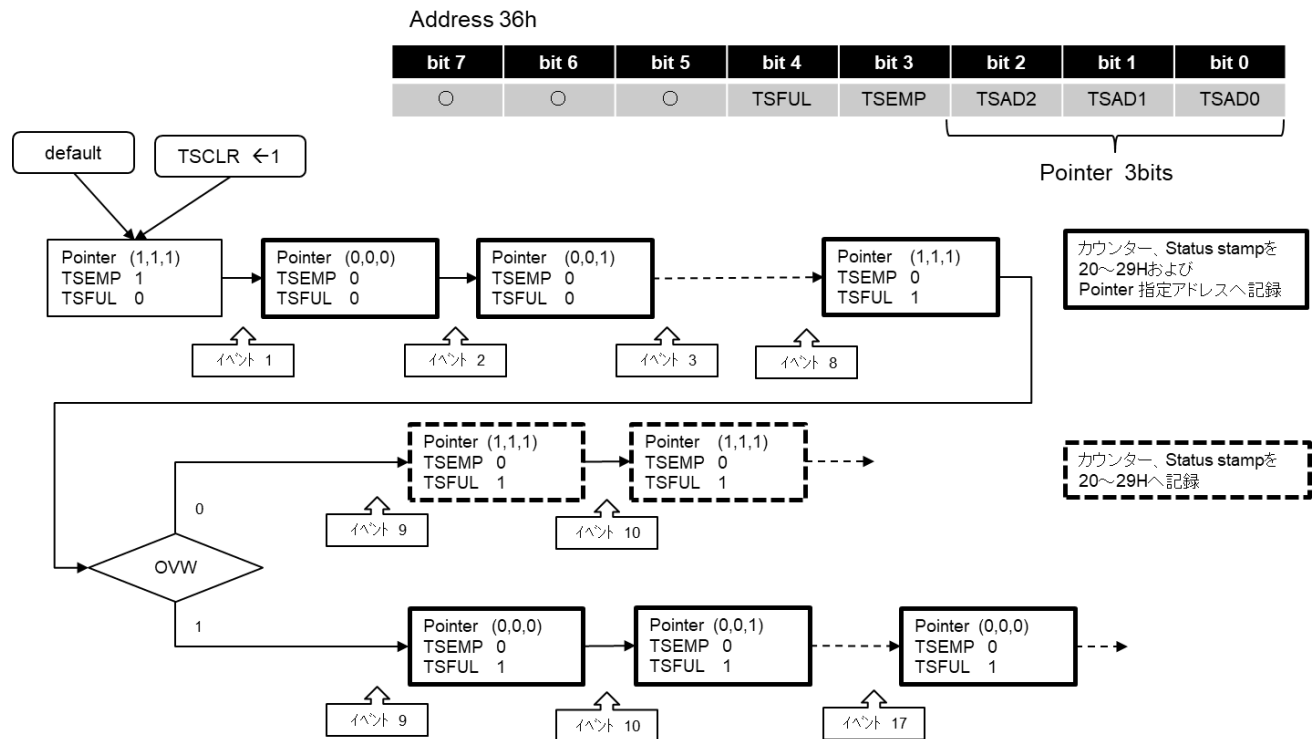 Address 36h
bit 7 bit 6 bit 5 bit 4 bit 3 bit 2 bit 1 bit 0
○ ○ ○ TSFUL TSEMP TSAD2 TSAD1 TSAD0
Pointer 3bits
default
TSCLR ←1
Pointer (1,1,1)
TSEMP 1
TSFUL 0
Pointer (0,0,0)
TSEMP 0
TSFUL 0
Pointer (0,0,1)
TSEMP 0
TSFUL 0
Pointer (1,1,1)
TSEMP 0
TSFUL 1
カウンター、Status stampを
20～29Hおよび
Pointer 指定アドレスへ記録
イベント 1
イベント 2
イベント 3
イベント 8
Pointer (1,1,1)
TSEMP 0
TSFUL 1
Pointer (1,1,1)
TSEMP 0
TSFUL 1
カウンター、Status stampを
20～29Hへ記録
0
イベント 9
イベント 10
OVW
1
Pointer (0,0,0)
TSEMP 0
TSFUL 1
Pointer (0,0,1)
TSEMP 0
TSFUL 1
Pointer (0,0,0)
TSEMP 0
TSFUL 1
イベント 9
イベント 10
イベント 17